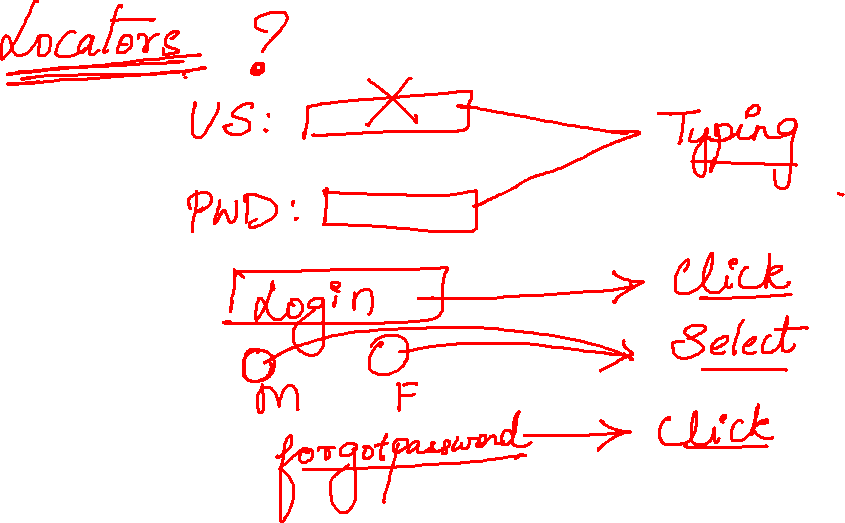 Locators ?
US:
Typing
PWD:
Login
Click
Select
M F
forgotpassword
Click